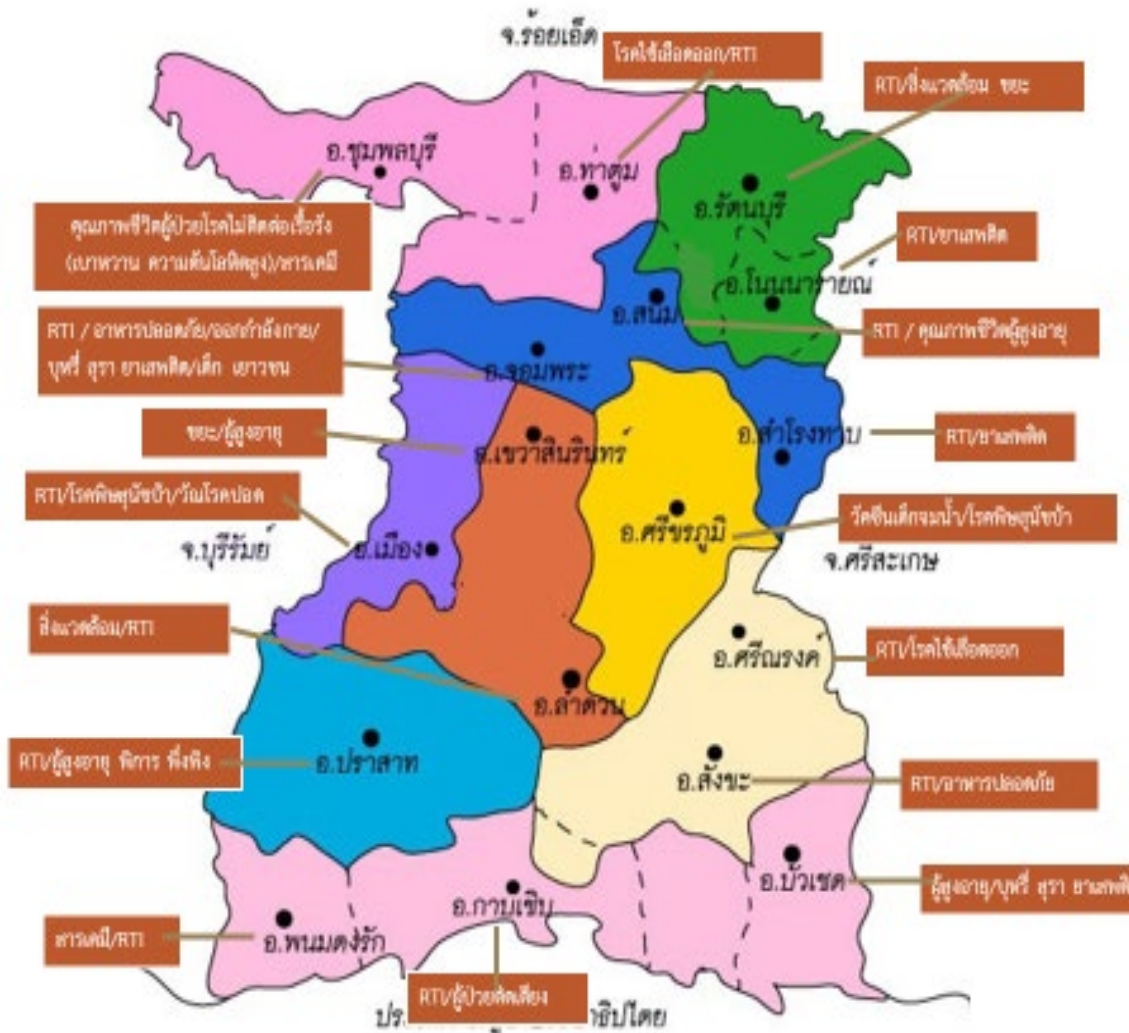 จ.ร้อยเอ็ด
โรคไข้เลือดออก/RTI
RTI/สิ่งแวดล้อม ขยะ
อ.ชุมพลบุรี
อ.ท่าตูม
อ.รัตนบุรี
คุณภาพชีวิตผู้ป่วยโรคไม่ติดต่อเรื้อรัง
(เบาหวาน ความดันโลหิตสูง)/สารเคมี
RTI/ยาเสพติด
อ.โนนนารายณ์
อ.สนม
RTI / คุณภาพชีวิตผู้สูงอายุ
RTI / อาหารปลอดภัย/ออกกำลังกาย/
บุหรี่ สุรา ยาเสพติด/เด็ก เยาวชน
อ.จอมพระ
ขยะ/ผู้สูงอายุ
อ.เขวาสินรินทร์
อ.สำโรงทาบ
RTI/ยาเสพติด
RTI/โรคพิษสุนัขบ้า/วัณโรคปอด
อ.ศรีขรภูมิ
วัคซีนเด็กจมน้ำ/โรคพิษสุนัขบ้า
จ.บุรีรัมย์
อ.เมือง
จ.ศรีสะเกษ
สิ่งแวดล้อม/RTI
อ.ศรีณรงค์
RTI/โรคไข้เลือดออก
อ.ลำดวน
RTI/ผู้สูงอายุ พิการ พึ่งพิง
อ.ปราสาท
อ.สังขะ
RTI/อาหารปลอดภัย
อ.บัวเชด
ผู้สูงอายุ/บุหรี่ สุรา ยาเสพติ
อ.กาบเชิง
สารเคมี/RTI
อ.พนมดงรัก
RTI/ผู้ป่วยติดเตียง
ประ
ธิปไตย